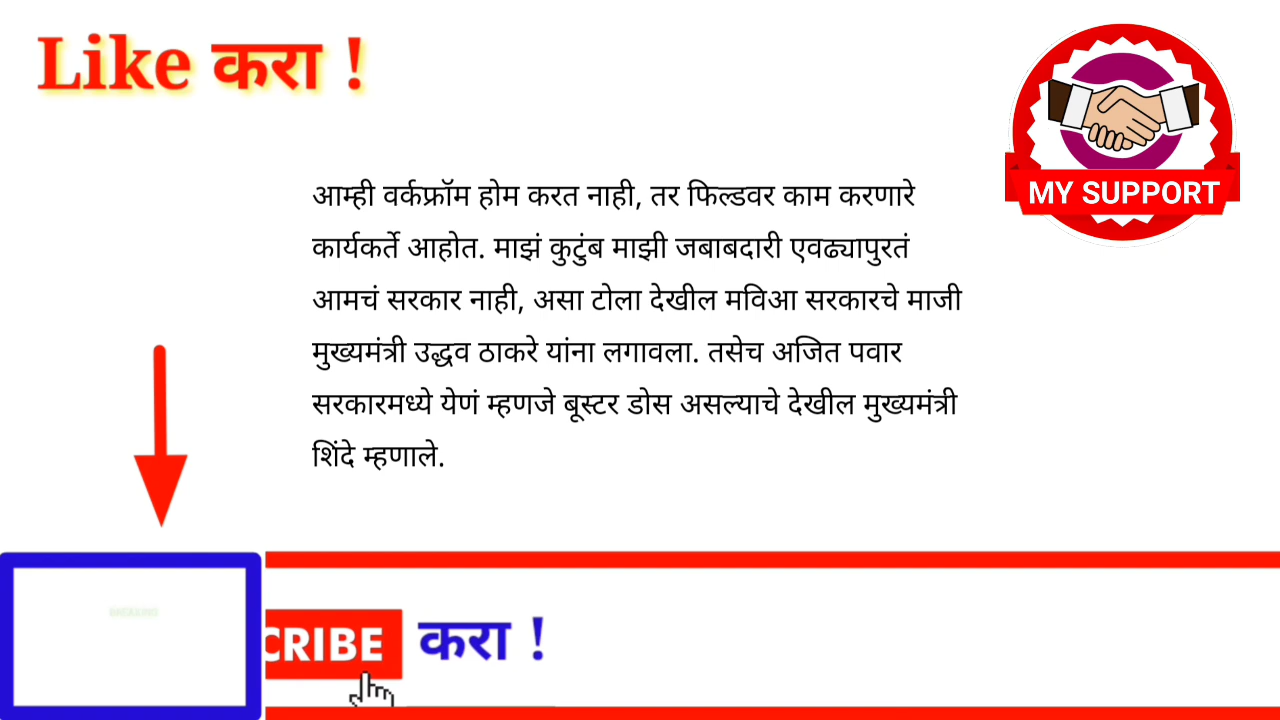 Like करा !
MY SUPPORT
आम्ही वर्कफ्रॉम होम करत नाही, तर फिल्डवर काम करणारे
कार्यकर्ते आहोत. माझं कुटुंब माझी जबाबदारी एवढ्यापुरतं
आमचं सरकार नाही, असा टोला देखील मविआ सरकारचे माजी
मुख्यमंत्री उद्धव ठाकरे यांना लगावला. तसेच अजित पवार
सरकारमध्ये येणं म्हणजे बूस्टर डोस असल्याचे देखील मुख्यमंत्री
शिंदे म्हणाले.
CRIBE करा !